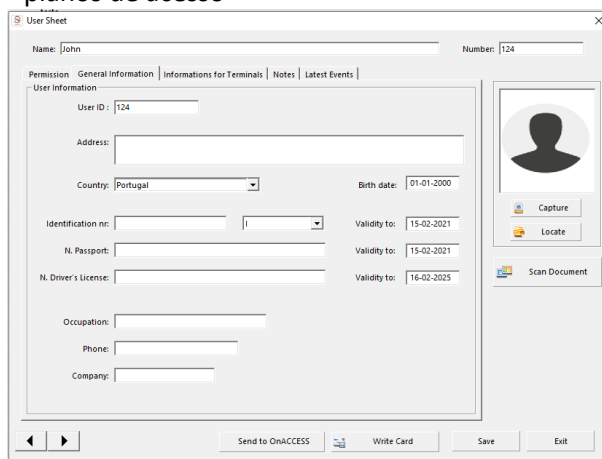 planos de acesso
User Sheet
Name: John
Number: 124
Permission General Information Informations for Terminals Notes Latest Events
User Information
User ID : 124
Address:
Country: Portugal
Birth date: 01-01-2000
Identification nr: I
Validity to: 15-02-2021
N. Passport:
Validity to: 15-02-2021
N. Driver's License:
Validity to: 16-02-2025
Occupation:
Phone:
Company:
Capture
Locate
Scan Document
Send to OnACCESS
Write Card
Save
Exit